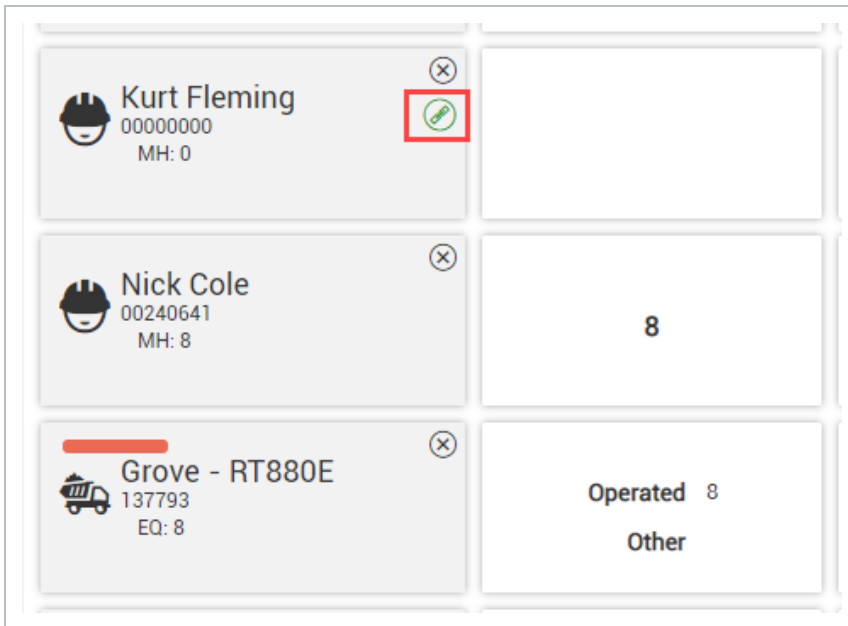 Kurt Fleming
00000000
MH: 0
Nick Cole
00240641
MH: 8
8
Grove - RT880E
137793
EQ: 8
Operated 8
Other